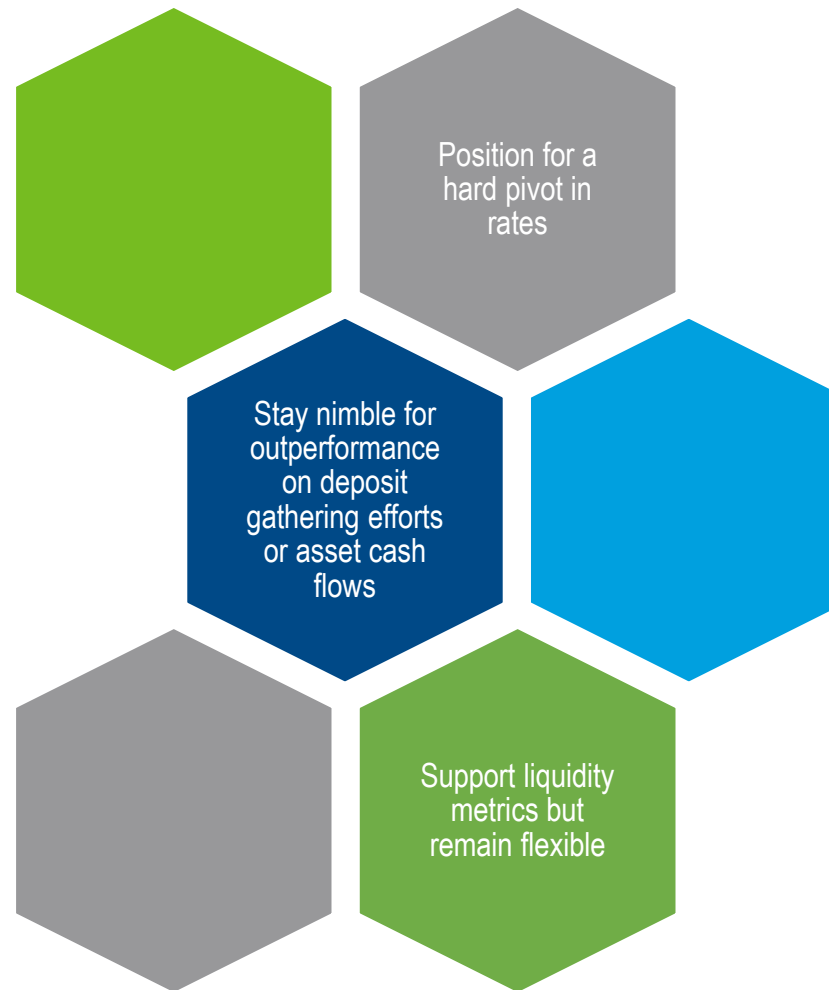 Position for a
hard pivot in
rates
Stay nimble for
outperformance
on deposit
gathering efforts
or asset cash
flows
Support liquidity
metrics but
remain flexible